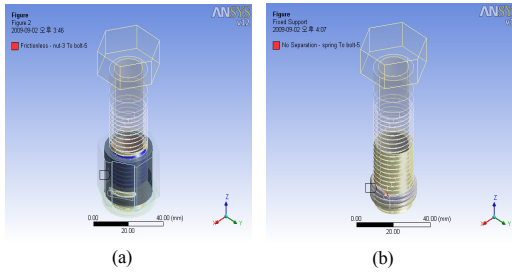 Figure
Figure 2
2009-09-02 오후 3:46
Frictionless - nut-3 To bolt-5
ANSYS
0.00
40.00 (mm)
20.00
Z
Y
X
(a)
Figure
Fixed Support
2009-09-02 오후 4:07
No Separation - spring To bolt-5
ANSYS
0.00
40.00 (mm)
20.00
Z
Y
X
(b)